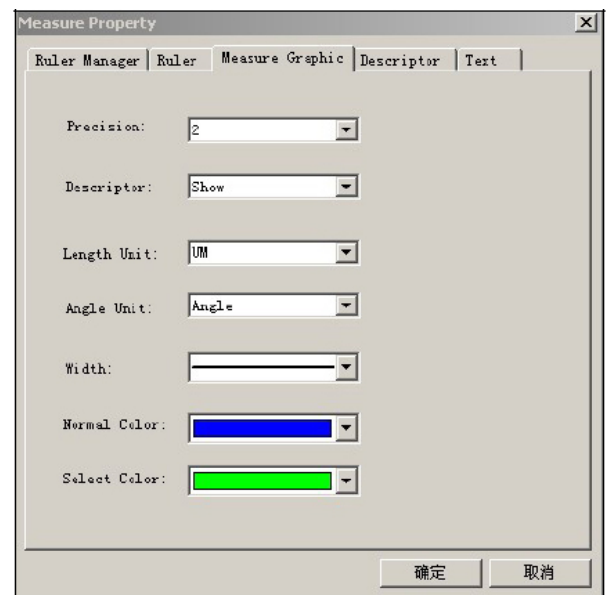 Measure Property
Ruler Manager Ruler Measure Graphic Descriptor Text
Precision: 2
Descriptor: Show
Length Unit: UM
Angle Unit: Angle
Width:
Normal Color:
Select Color:
确定 取消